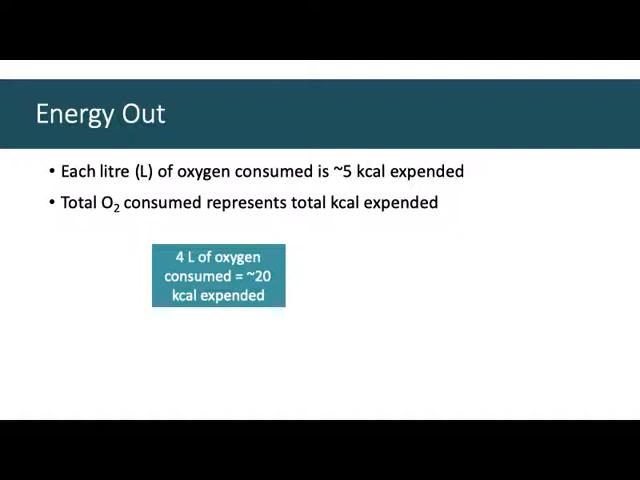 Energy Out
• Each litre (L) of oxygen consumed is ~5 kcal expended
• Total O₂ consumed represents total kcal expended
4 L of oxygen
consumed = ~20
kcal expended